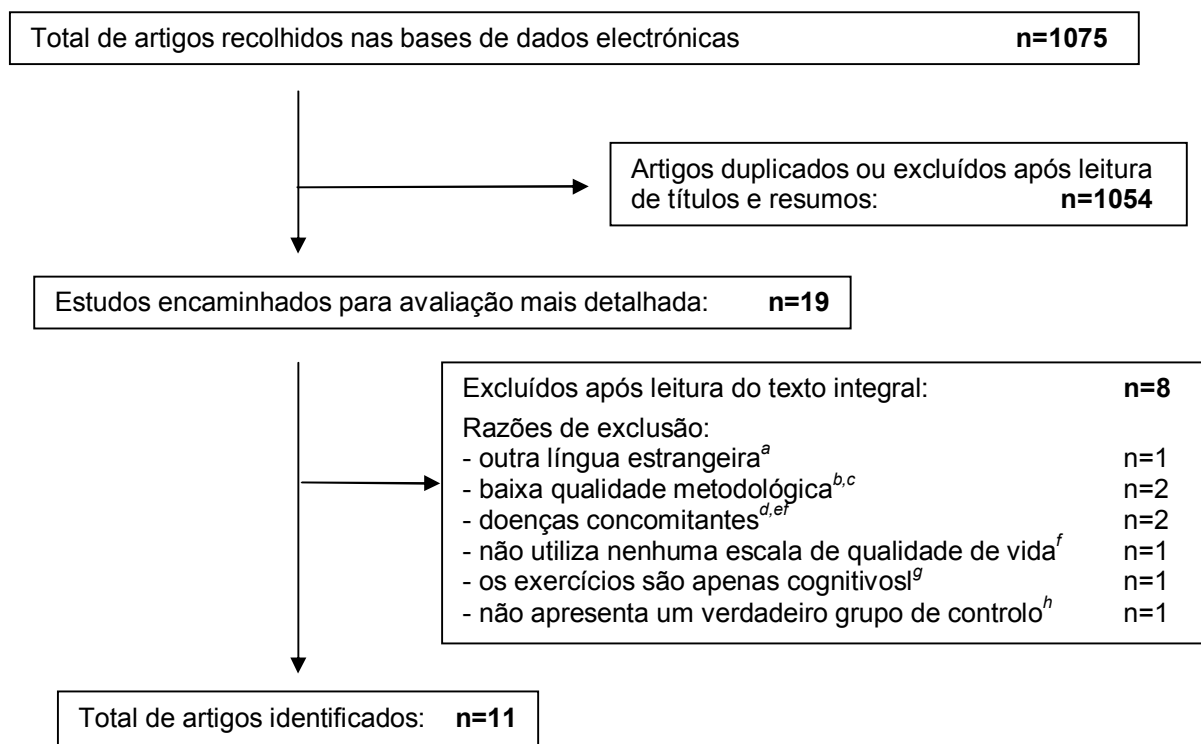 Total de artigos recolhidos nas bases de dados electrónicas n=1075
Artigos duplicados ou excluídos após leitura
de títulos e resumos: n=1054
Estudos encaminhados para avaliação mais detalhada: n=19
Excluídos após leitura do texto integral: n=8
Razões de exclusão:
- outra língua estrangeira^a n=1
- baixa qualidade metodológica^b,c n=2
- doenças concomitantes^d,ef n=2
- não utiliza nenhuma escala de qualidade de vida^f n=1
- os exercícios são apenas cognitivosl^g n=1
- não apresenta um verdadeiro grupo de controlo^h n=1
Total de artigos identificados: n=11